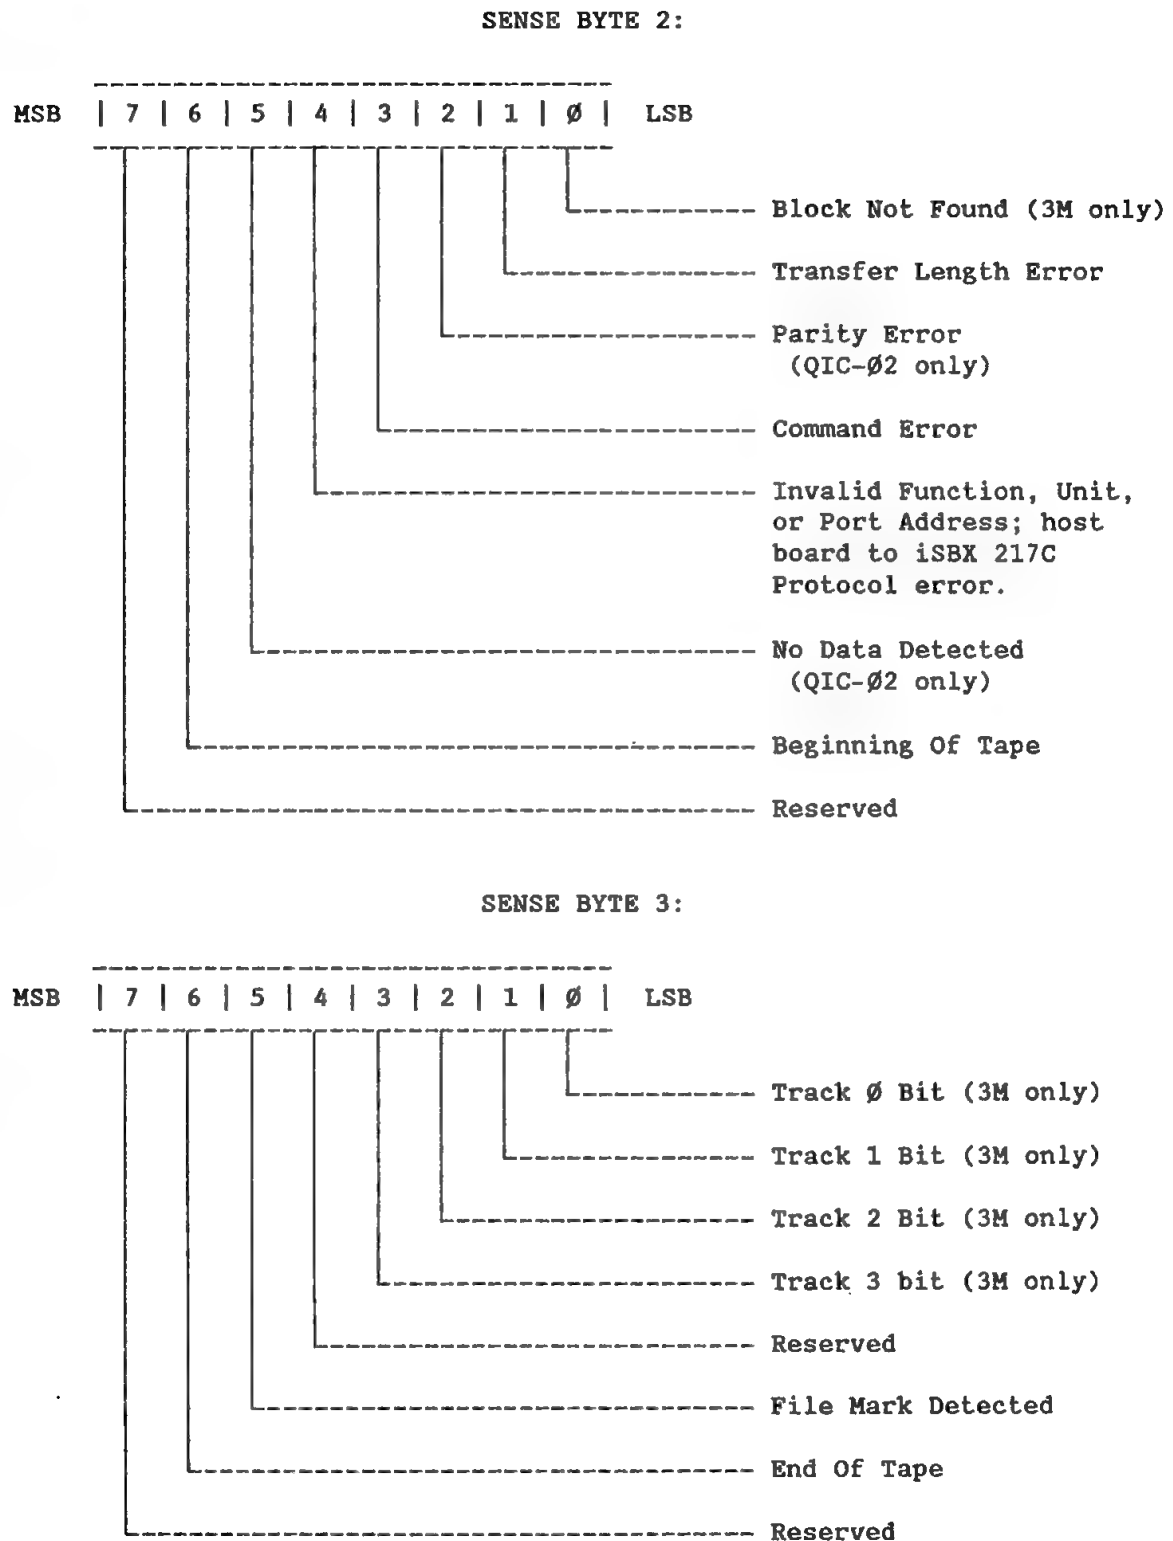 SENSE BYTE 2:
MSB | 7 | 6 | 5 | 4 | 3 | 2 | 1 | Ø | LSB
Block Not Found (3M only)
Transfer Length Error
Parity Error
(QIC-Ø2 only)
Command Error
Invalid Function, Unit,
or Port Address; host
board to iSBX 217C
Protocol error.
No Data Detected
(QIC-Ø2 only)
Beginning Of Tape
Reserved
SENSE BYTE 3:
MSB | 7 | 6 | 5 | 4 | 3 | 2 | 1 | Ø | LSB
Track Ø Bit (3M only)
Track 1 Bit (3M only)
Track 2 Bit (3M only)
Track 3 bit (3M only)
Reserved
File Mark Detected
End Of Tape
Reserved